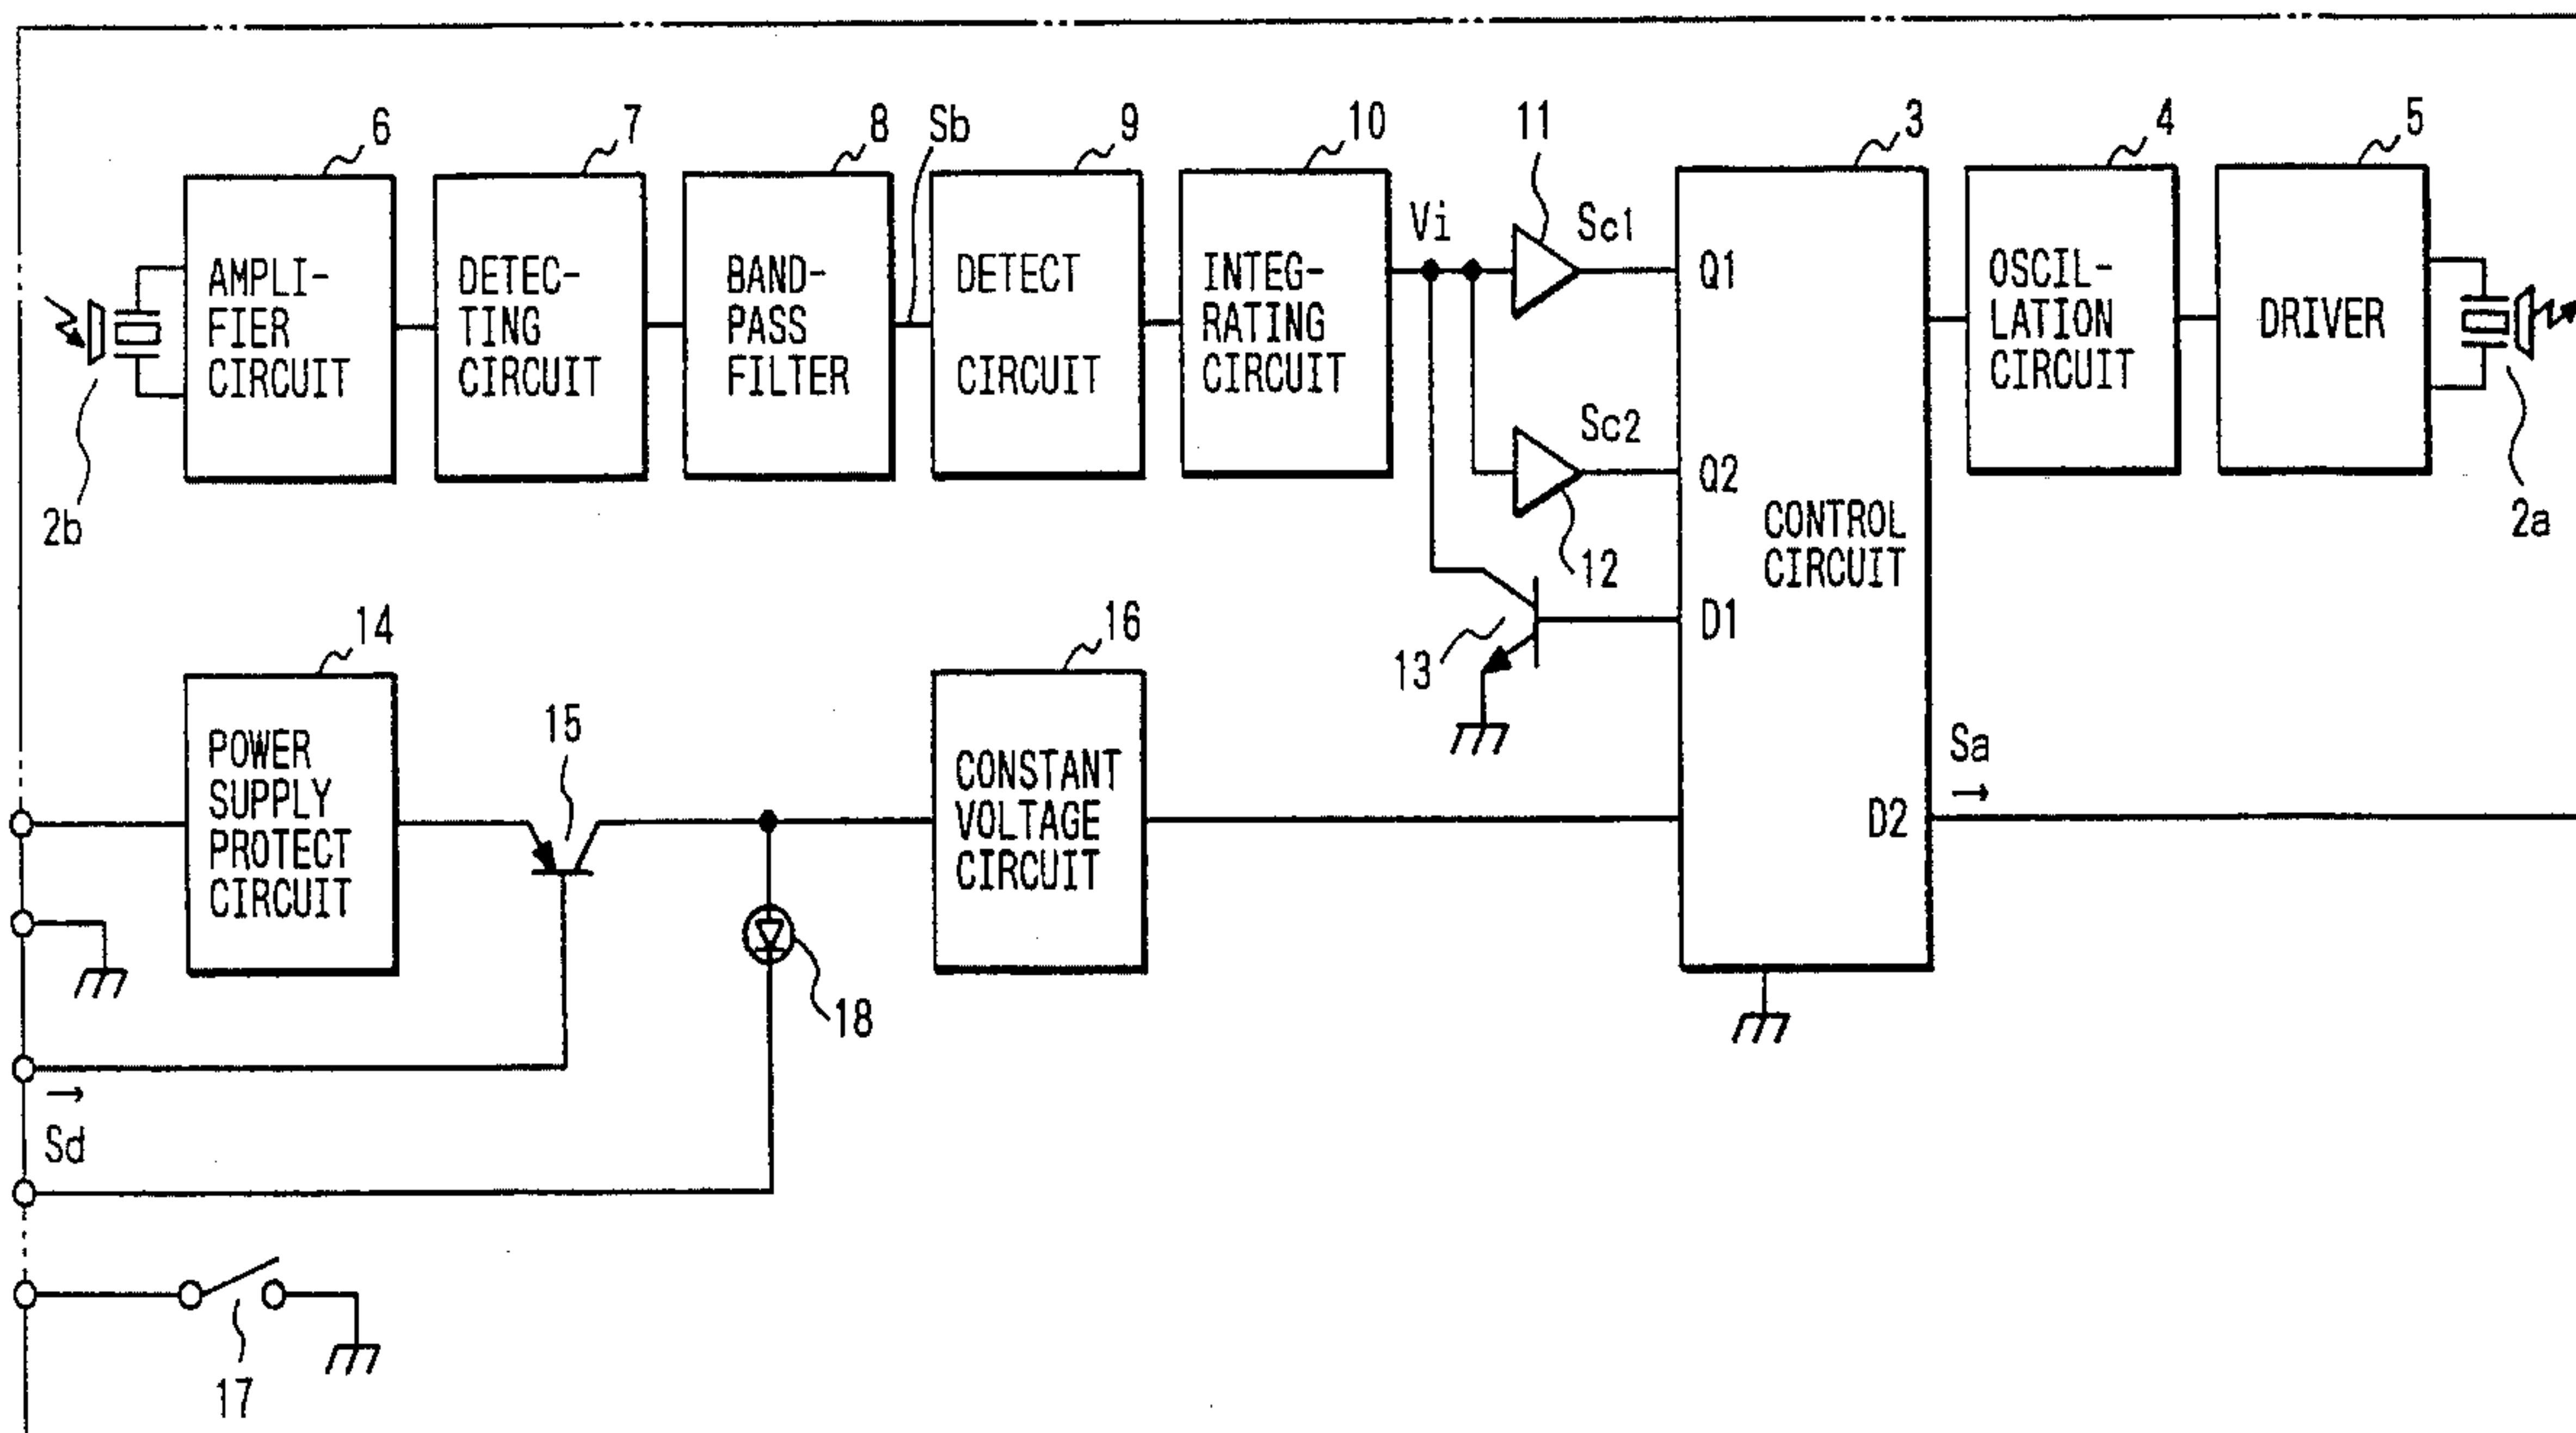 6
7
8
Sb
9
10
11
3
4
5
AMPLI-
FIER
CIRCUIT
DETEC-
TING
CIRCUIT
BAND-
PASS
FILTER
DETECT
CIRCUIT
INTEG-
RATING
CIRCUIT
Vi
Sc1
Q1
OSCIL-
LATION
CIRCUIT
DRIVER
2b
Sc2
Q2
12
CONTROL
CIRCUIT
2a
D1
13
14
15
16
POWER
SUPPLY
PROTECT
CIRCUIT
CONSTANT
VOLTAGE
CIRCUIT
Sa
→
D2
18
→
Sd
17